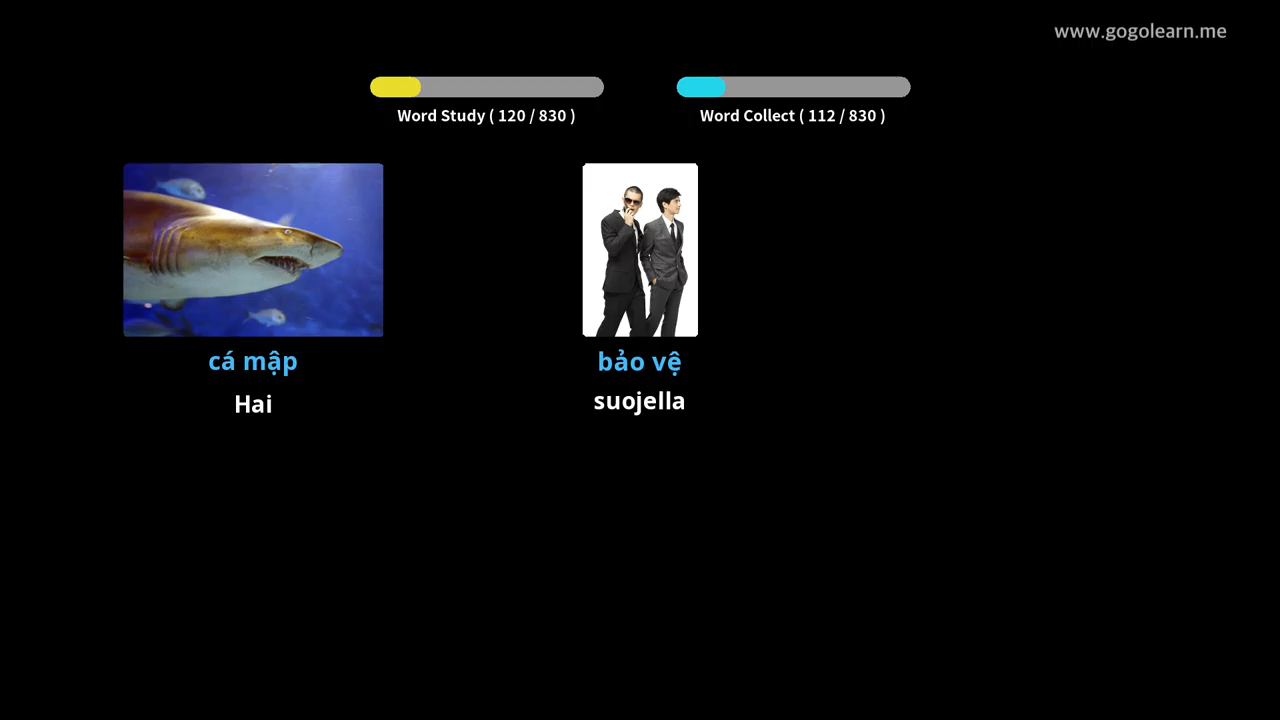 www.gogolearn.me
Word Study ( 120 / 830 )
Word Collect ( 112 / 830 )
cá mập
Hai
bảo vệ
suojella